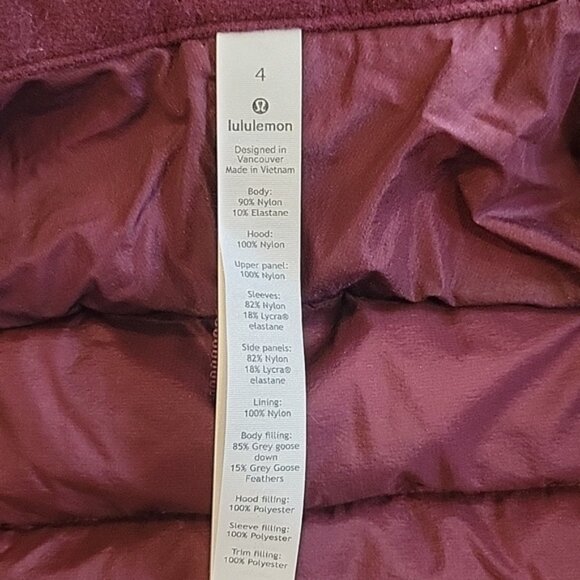 4
lululemon
Designed in
Vancouver
Made in Vietnam
Body:
90% Nylon
10% Elastane
Hood:
100% Nylon
Upper panel:
100% Nylon
Sleeves:
82% Nylon
18% Lycra®
elastane
Side panels:
82% Nylon
18% Lycra®
elastane
Lining:
100% Nylon
Body filling:
85% Grey goose
down
15% Grey Goose
Feathers
Hood filling:
100% Polyester
Sleeve filling:
100% Polyester
Trim filling:
100% Polyester